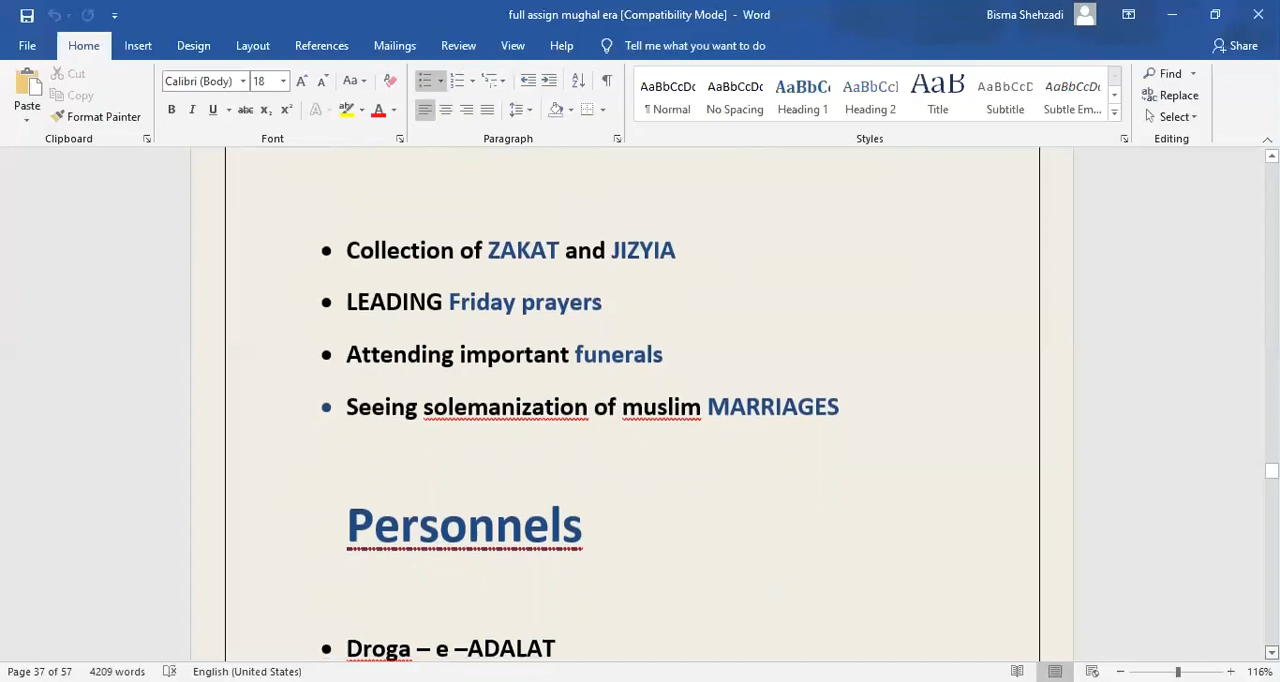 full assign mughal era [Compatibility Mode] - Word
Bisma Shehzadi
File Home Insert Design Layout References Mailings Review View Help Tell me what you want to do Share
Paste
Cut
Copy
Format Painter
Calibri (Body) 18
AaBbCcDc AaBbCcDc AaBbCc AaBbCcI AaB AaBbCcD AaBbCcDc
¶ Normal No Spacing Heading 1 Heading 2 Title Subtitle Subtle Em...
Find
Replace
Select
Clipboard Font Paragraph Styles Editing
• Collection of ZAKAT and JIZYIA
• LEADING Friday prayers
• Attending important funerals
• Seeing solemanization of muslim MARRIAGES
Personnels
• Droga – e –ADALAT
Page 37 of 57 4209 words English (United States) 116%